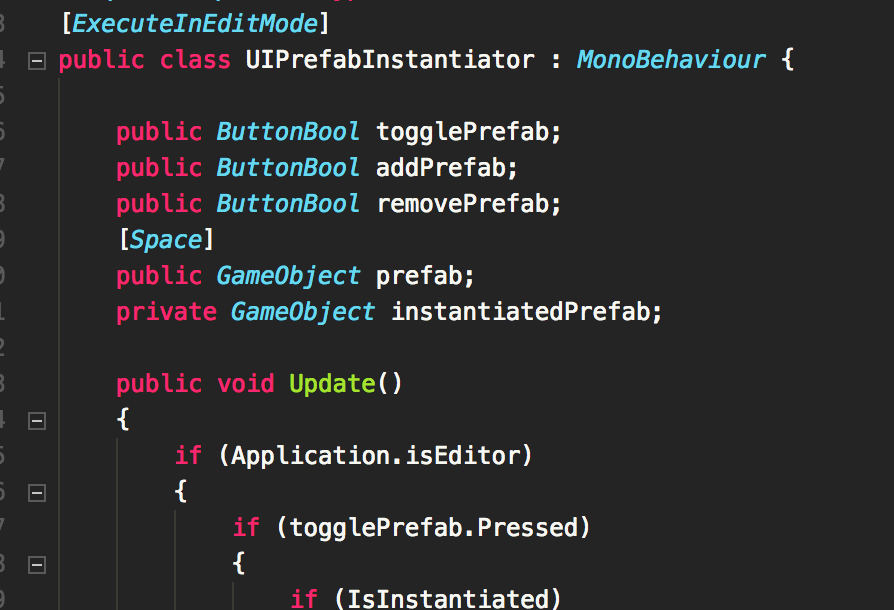 [ExecuteInEditMode]
public class UIPrefabInstantiator : MonoBehaviour {
public ButtonBool togglePrefab;
public ButtonBool addPrefab;
public ButtonBool removePrefab;
[Space]
public GameObject prefab;
private GameObject instantiatedPrefab;
public void Update()
{
if (Application.isEditor)
{
if (togglePrefab.Pressed)
{
if (IsInstantiated)